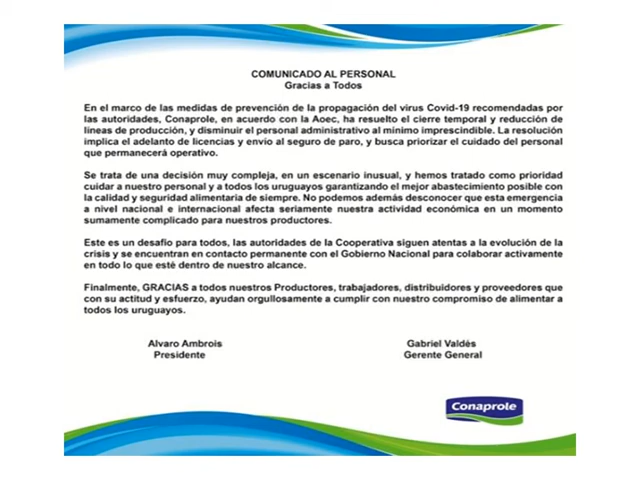 COMUNICADO AL PERSONAL
Gracias a Todos
En el marco de las medidas de prevención de la propagación del virus Covid-19 recomendadas por
las autoridades, Conaprole, en acuerdo con la Aoec, ha resuelto el cierre temporal y reducción de
líneas de producción, y disminuir el personal administrativo al mínimo imprescindible. La resolución
implica el adelanto de licencias y envío al seguro de paro, y busca priorizar el cuidado del personal
que permanecerá operativo.
Se trata de una decisión muy compleja, en un escenario inusual, y hemos tratado como prioridad
cuidar a nuestro personal y a todos los uruguayos garantizando el mejor abastecimiento posible con
la calidad y seguridad alimentaria de siempre. No podemos además desconocer que esta emergencia
a nivel nacional e internacional afecta seriamente nuestra actividad económica en un momento
sumamente complicado para nuestros productores.
Este es un desafío para todos, las autoridades de la Cooperativa siguen atentas a la evolución de la
crisis y se encuentran en contacto permanente con el Gobierno Nacional para colaborar activamente
en todo lo que esté dentro de nuestro alcance.
Finalmente, GRACIAS a todos nuestros Productores, trabajadores, distribuidores y proveedores que
con su actitud y esfuerzo, ayudan orgullosamente a cumplir con nuestro compromiso de alimentar a
todos los uruguayos.
Alvaro Ambrois
Presidente
Gabriel Valdés
Gerente General
Conaprole